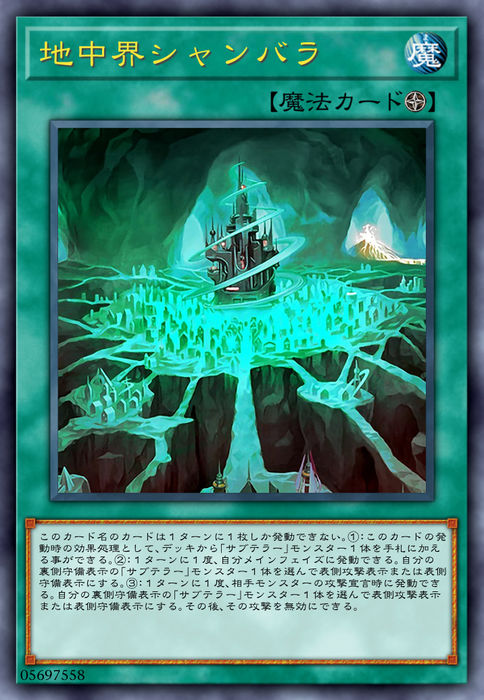 地中界シャンバラ
魔
【魔法カード】
このカード名のカードは1ターンに1枚しか発動できない。①:このカードの発
動時の効果処理として、デッキから「サブテラー」モンスター1体を手札に加え
る事ができる。②:1ターンに1度、自分メインフェイズに発動できる。自分の
裏側守備表示の「サブテラー」モンスター1体を選んで表側攻撃表示または表側
守備表示にする。③:1ターンに1度、相手モンスターの攻撃宣言時に発動でき
る。自分の裏側守備表示の「サブテラー」モンスター1体を選んで表側攻撃表示
または表側守備表示にする。その後、その攻撃を無効にできる。
05697558